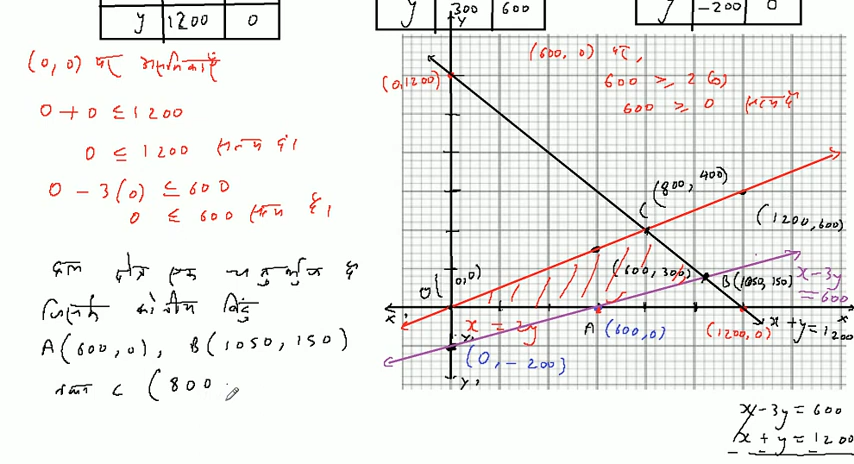 y 1200 0
y 300 600
y -200 0
(0,0) पर
0+0 ≤ 1200
0 ≤ 1200 सत्य है।
0 - 3(0) ≤ 600
0 ≤ 600 सत्य है।
हल क्षेत्र एक चतुर्भुज है
जिसके कोनीय बिंदु
A(600,0), B(1050,150)
तथा C (800,
(600,0) पर,
600 ≥ 2(0)
600 ≥ 0 सत्य है
y
(0,1200)
(800,400)
C
(1200,600)
O(0,0)
(600,300)
B(1050,150)
x-3y
=600
x'
x
x = 2y
A (600,0)
(1200,0)
x+y=1200
(0,-200)
y,
y,
x-3y=600
x+y=1200